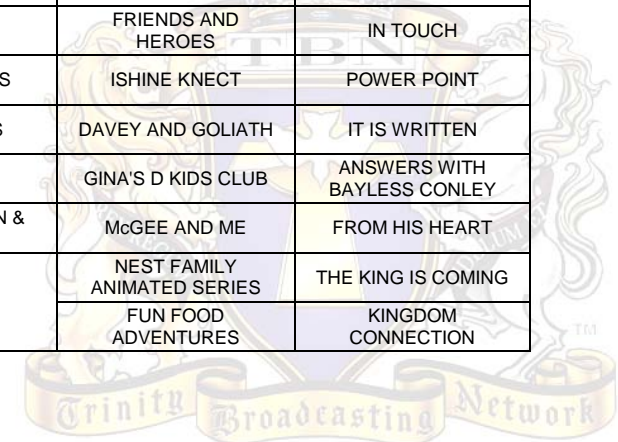 FRIENDS AND
HEROES
IN TOUCH
S
ISHINE KNECT
POWER POINT
S
DAVEY AND GOLIATH
IT IS WRITTEN
GINA'S D KIDS CLUB
ANSWERS WITH
BAYLESS CONLEY
N &
McGEE AND ME
FROM HIS HEART
NEST FAMILY
ANIMATED SERIES
THE KING IS COMING
FUN FOOD
ADVENTURES
KINGDOM
CONNECTION
TBN
TM
Trinity Broadcasting Network